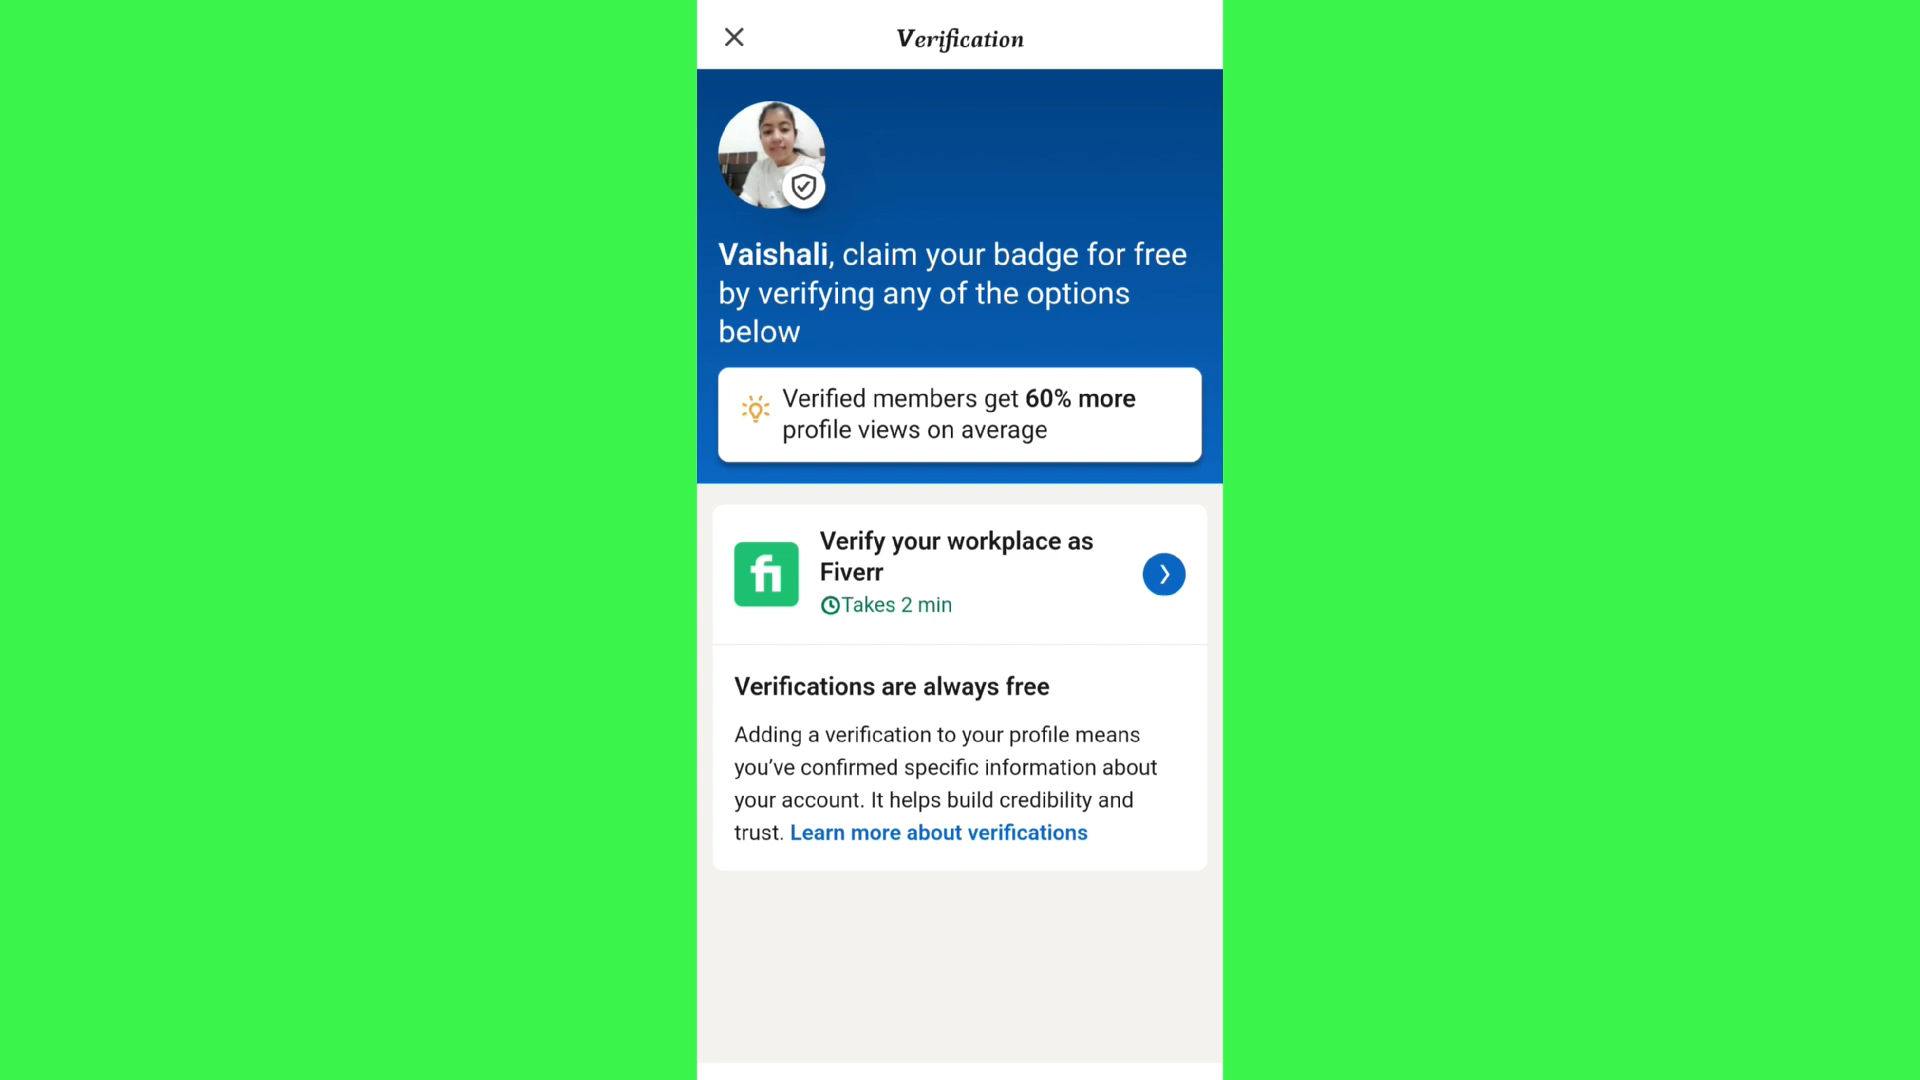 Verification
Vaishali, claim your badge for free
by verifying any of the options
below
Verified members get 60% more
profile views on average
fi
Verify your workplace as
Fiverr
Takes 2 min
Verifications are always free
Adding a verification to your profile means
you’ve confirmed specific information about
your account. It helps build credibility and
trust. Learn more about verifications